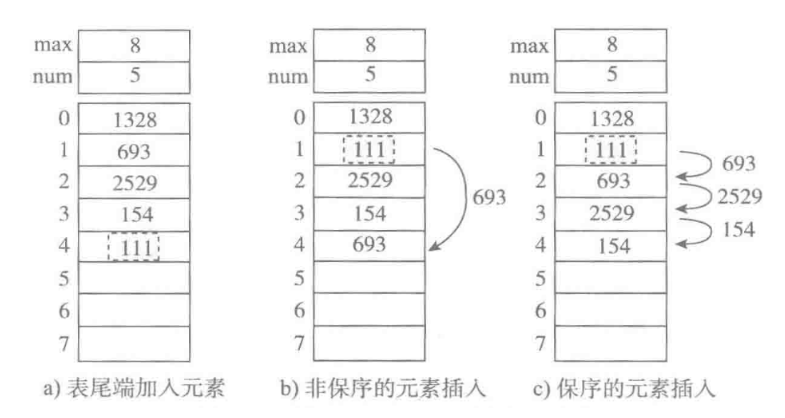 max 8 max 8 max 8
num 5 num 5 num 5
0 1328 0 1328 0 1328
1 693 1 111 1 111 693
2 2529 2 2529 693 2 693 2529
3 154 3 154 3 2529 154
4 111 4 693 4 154
5 5 5
6 6 6
7 7 7
a) 表尾端加入元素 b) 非保序的元素插入 c) 保序的元素插入